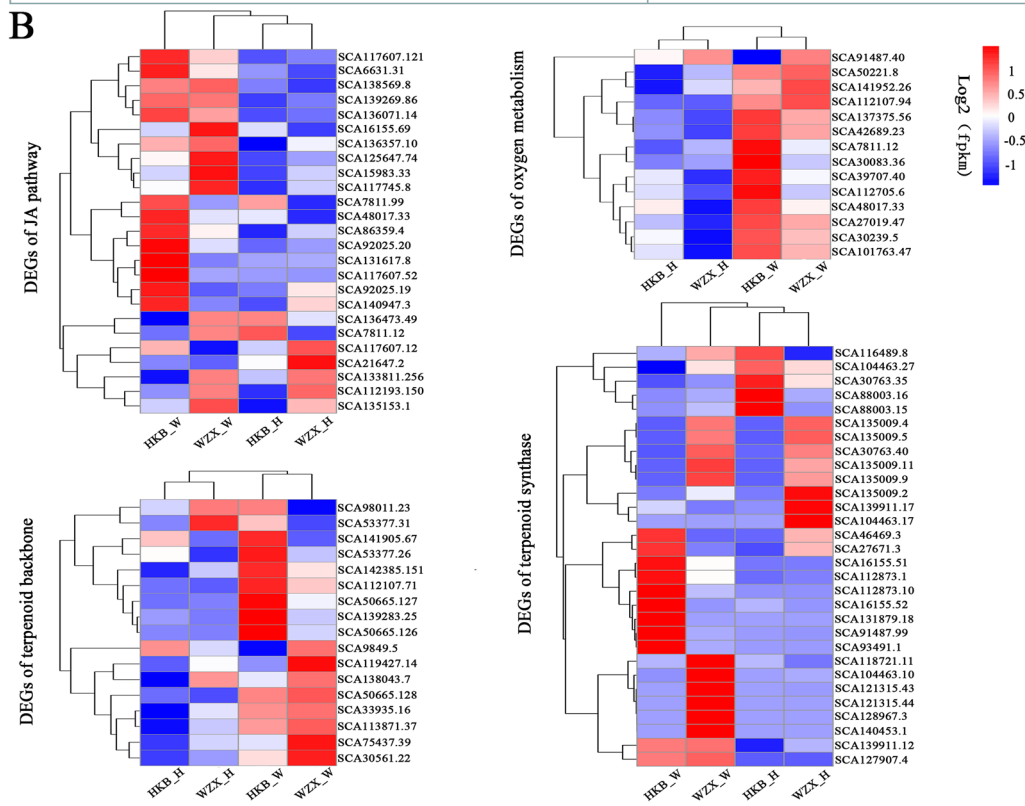 B
DEGs of JA pathway
SCA117607.121
SCA6631.31
SCA138569.8
SCA139269.86
SCA136071.14
SCA16155.69
SCA136357.10
SCA125647.74
SCA15983.33
SCA117745.8
SCA7811.99
SCA48017.33
SCA86359.4
SCA92025.20
SCA131617.8
SCA117607.52
SCA92025.19
SCA140947.3
SCA136473.49
SCA7811.12
SCA117607.12
SCA21647.2
SCA133811.256
SCA112193.150
SCA135153.1
HKB_W
WZX_W
HKB_H
WZX_H
DEGs of oxygen metabolism
SCA91487.40
SCA50221.8
SCA141952.26
SCA112107.94
SCA137375.56
SCA42689.23
SCA7811.12
SCA30083.36
SCA39707.40
SCA112705.6
SCA48017.33
SCA27019.47
SCA30239.5
SCA101763.47
HKB_H
WZX_H
HKB_W
WZX_W
1
0.5
0
-0.5
-1
Log2 (fpkm)
DEGs of terpenoid backbone
SCA98011.23
SCA53377.31
SCA141905.67
SCA53377.26
SCA142385.151
SCA112107.71
SCA50665.127
SCA139283.25
SCA50665.126
SCA9849.5
SCA119427.14
SCA138043.7
SCA50665.128
SCA33935.16
SCA113871.37
SCA75437.39
SCA30561.22
HKB_H
WZX_H
HKB_W
WZX_W
DEGs of terpenoid synthase
SCA116489.8
SCA104463.27
SCA30763.35
SCA88003.16
SCA88003.15
SCA135009.4
SCA135009.5
SCA30763.40
SCA135009.11
SCA135009.9
SCA135009.2
SCA139911.17
SCA104463.17
SCA46469.3
SCA27671.3
SCA16155.51
SCA112873.1
SCA112873.10
SCA16155.52
SCA131879.18
SCA91487.99
SCA93491.1
SCA118721.11
SCA104463.10
SCA121315.43
SCA121315.44
SCA128967.3
SCA140453.1
SCA139911.12
SCA127907.4
HKB_W
WZX_W
HKB_H
WZX_H